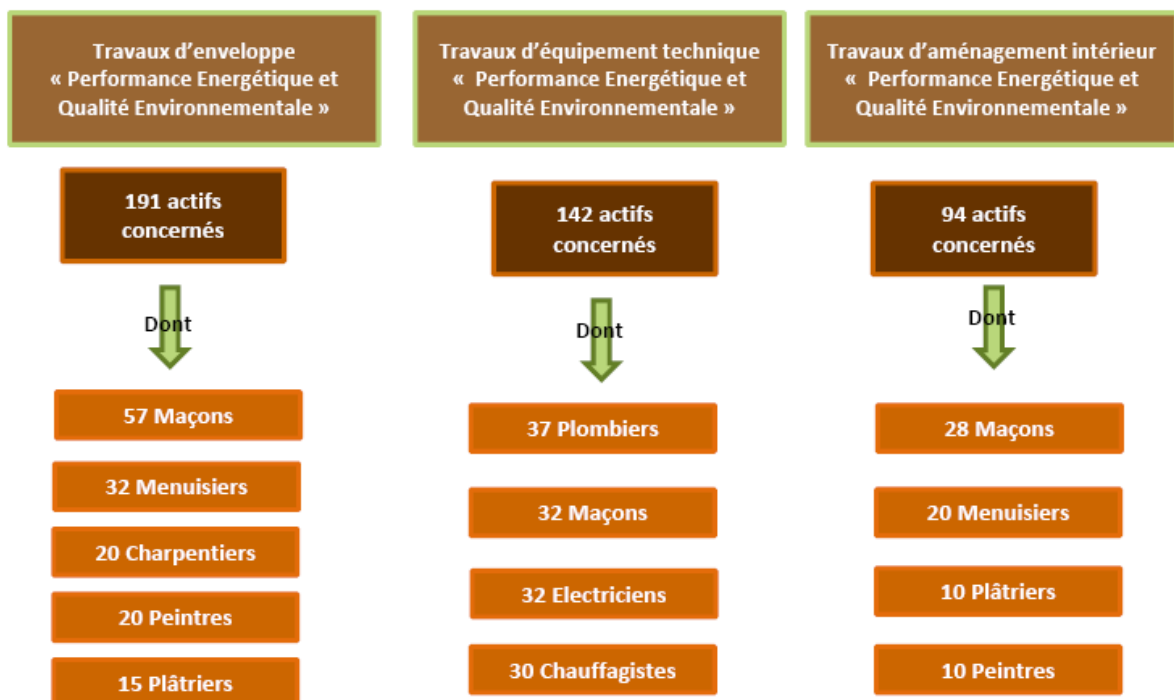 Travaux d'enveloppe
« Performance Energétique et
Qualité Environnementale »
191 actifs
concernés
Dont
57 Maçons
32 Menuisiers
20 Charpentiers
20 Peintres
15 Plâtriers
Travaux d'équipement technique
« Performance Energétique et
Qualité Environnementale »
142 actifs
concernés
Dont
37 Plombiers
32 Maçons
32 Electriciens
30 Chauffagistes
Travaux d'aménagement intérieur
« Performance Energétique et
Qualité Environnementale »
94 actifs
concernés
Dont
28 Maçons
20 Menuisiers
10 Plâtriers
10 Peintres